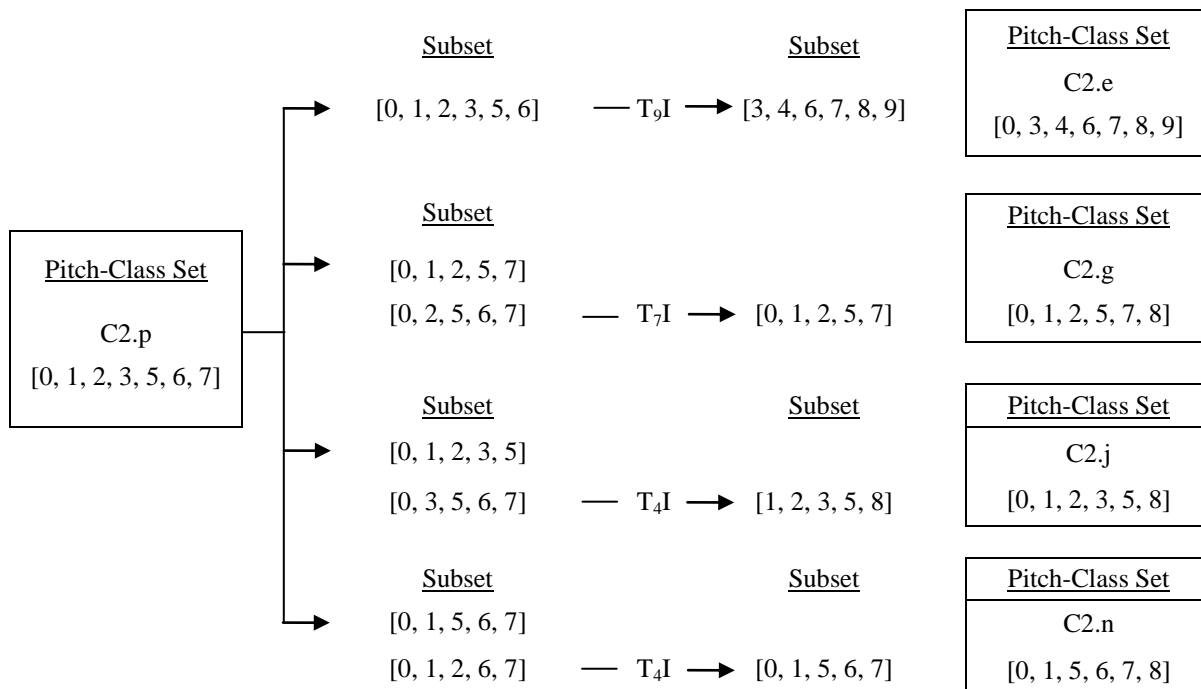 Pitch-Class Set
C2.p
[0, 1, 2, 3, 5, 6, 7]
Subset
[0, 1, 2, 3, 5, 6]
T₉I
Subset
[3, 4, 6, 7, 8, 9]
Pitch-Class Set
C2.e
[0, 3, 4, 6, 7, 8, 9]
Subset
[0, 1, 2, 5, 7]
[0, 2, 5, 6, 7]
T₇I
[0, 1, 2, 5, 7]
Pitch-Class Set
C2.g
[0, 1, 2, 5, 7, 8]
Subset
[0, 1, 2, 3, 5]
[0, 3, 5, 6, 7]
T₄I
Subset
[1, 2, 3, 5, 8]
Pitch-Class Set
C2.j
[0, 1, 2, 3, 5, 8]
Subset
[0, 1, 5, 6, 7]
[0, 1, 2, 6, 7]
T₄I
Subset
[0, 1, 5, 6, 7]
Pitch-Class Set
C2.n
[0, 1, 5, 6, 7, 8]